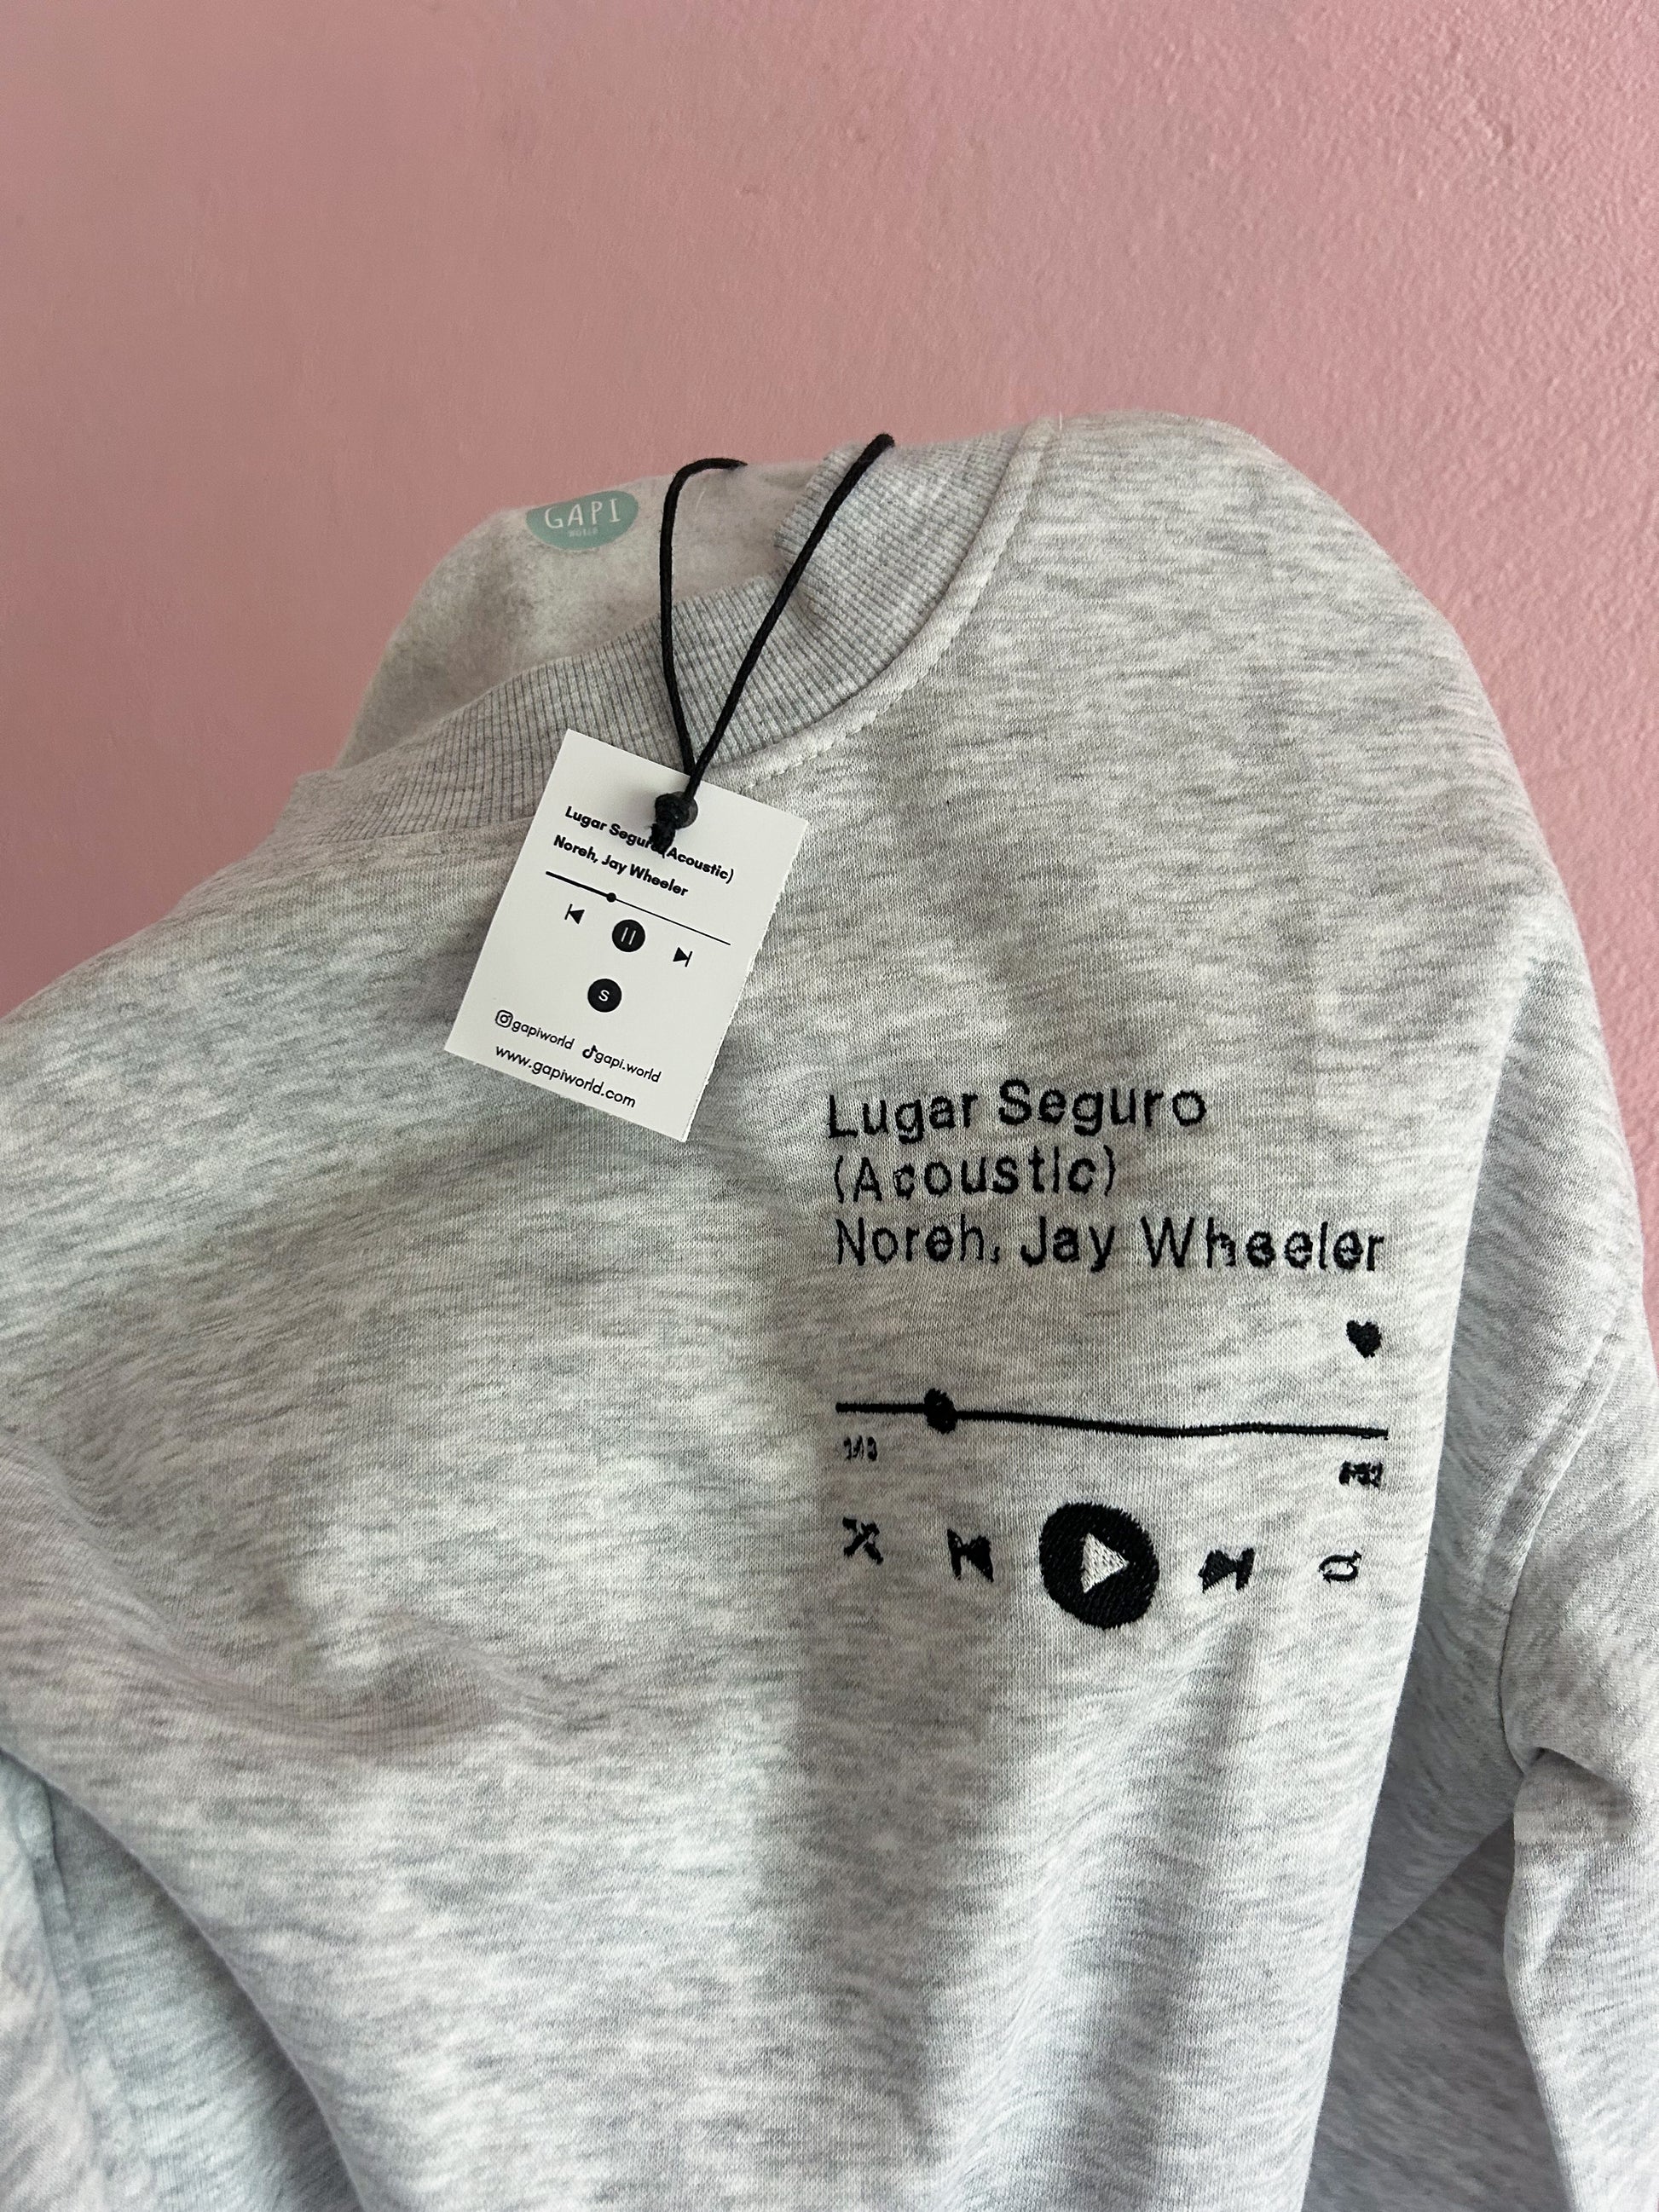 GAPI
Lugar Seguro (Acoustic)
Noreh, Jay Wheeler
S
gapiworld gapi.world
www.gapiworld.com
Lugar Seguro
(Acoustic)
Noreh, Jay Wheeler